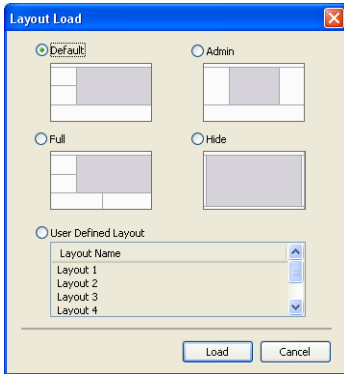 Layout Load
Default
Admin
Full
Hide
User Defined Layout
Layout Name
Layout 1
Layout 2
Layout 3
Layout 4
Load
Cancel